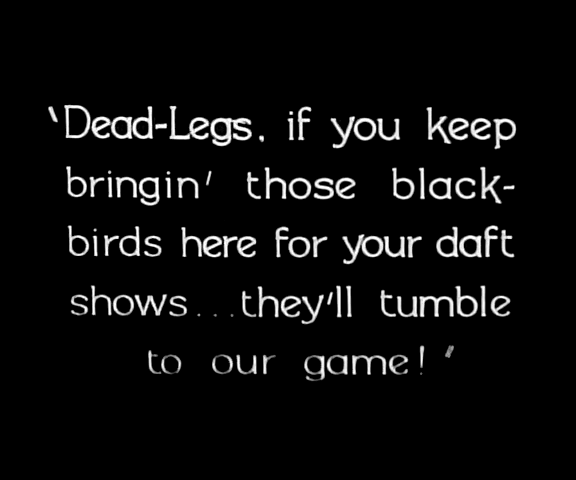 'Dead-Legs, if you keep
bringin' those black-
birds here for your daft
shows...they'll tumble
to our game!"